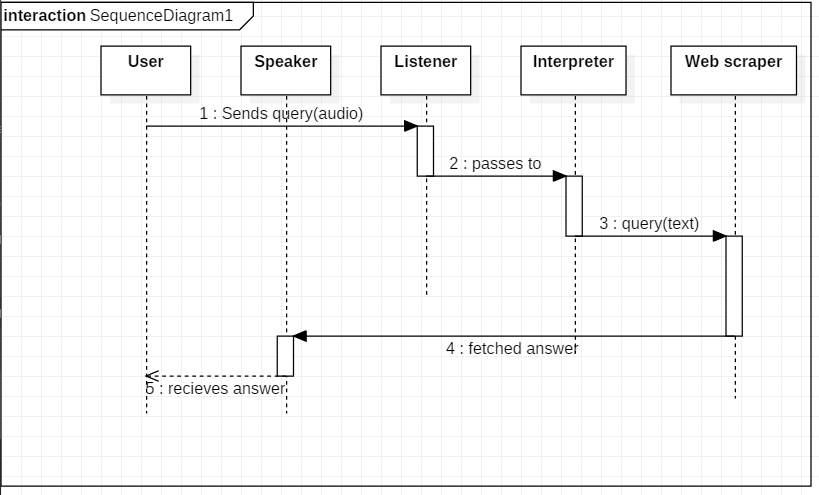 interaction SequenceDiagram1
User
Speaker
Listener
Interpreter
Web scraper
1 : Sends query(audio)
2 : passes to
3 : query(text)
4 : fetched answer
5 : recieves answer